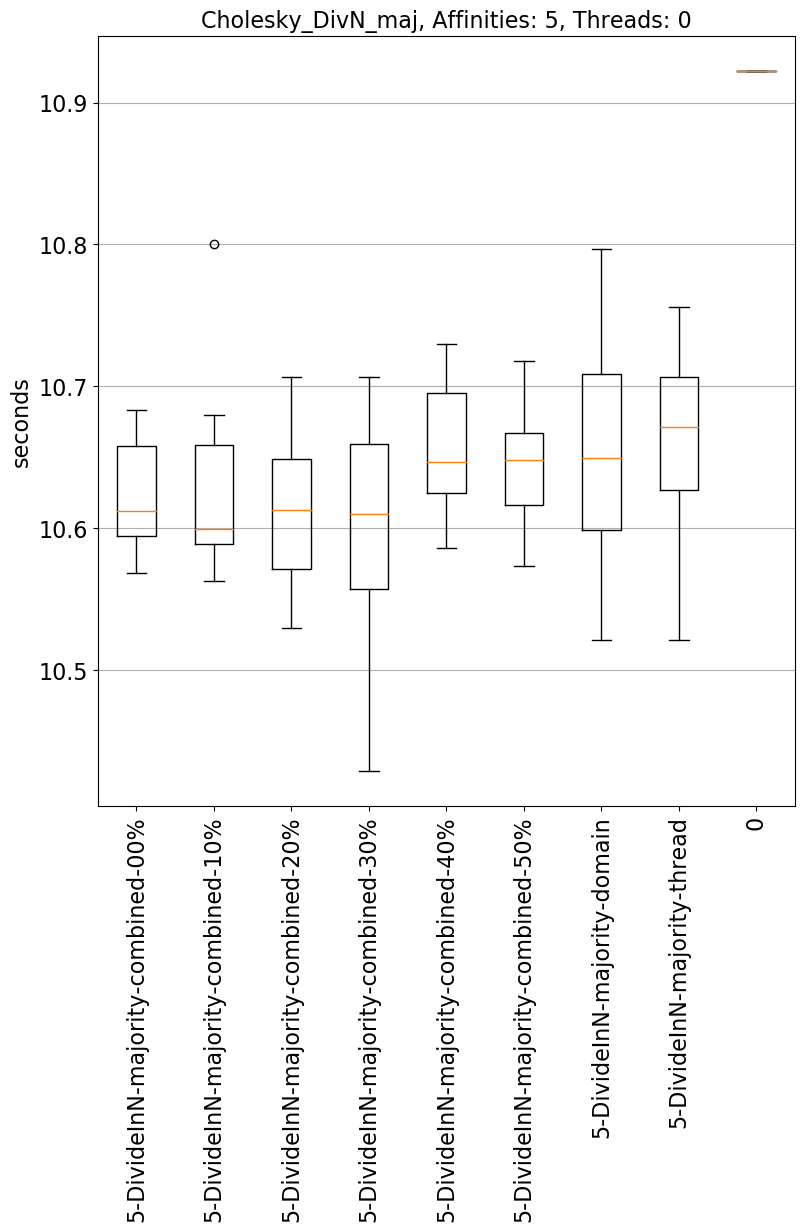 Cholesky_DivN_maj, Affinities: 5, Threads: 0
seconds
10.9
10.8
10.7
10.6
10.5
5-DivideInN-majority-combined-00%
5-DivideInN-majority-combined-10%
5-DivideInN-majority-combined-20%
5-DivideInN-majority-combined-30%
5-DivideInN-majority-combined-40%
5-DivideInN-majority-combined-50%
5-DivideInN-majority-domain
5-DivideInN-majority-thread
0